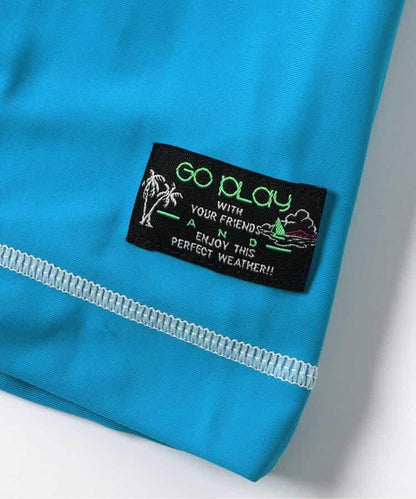 GO PLAY
WITH
YOUR FRIENDS
AND
ENJOY THIS
PERFECT WEATHER!!